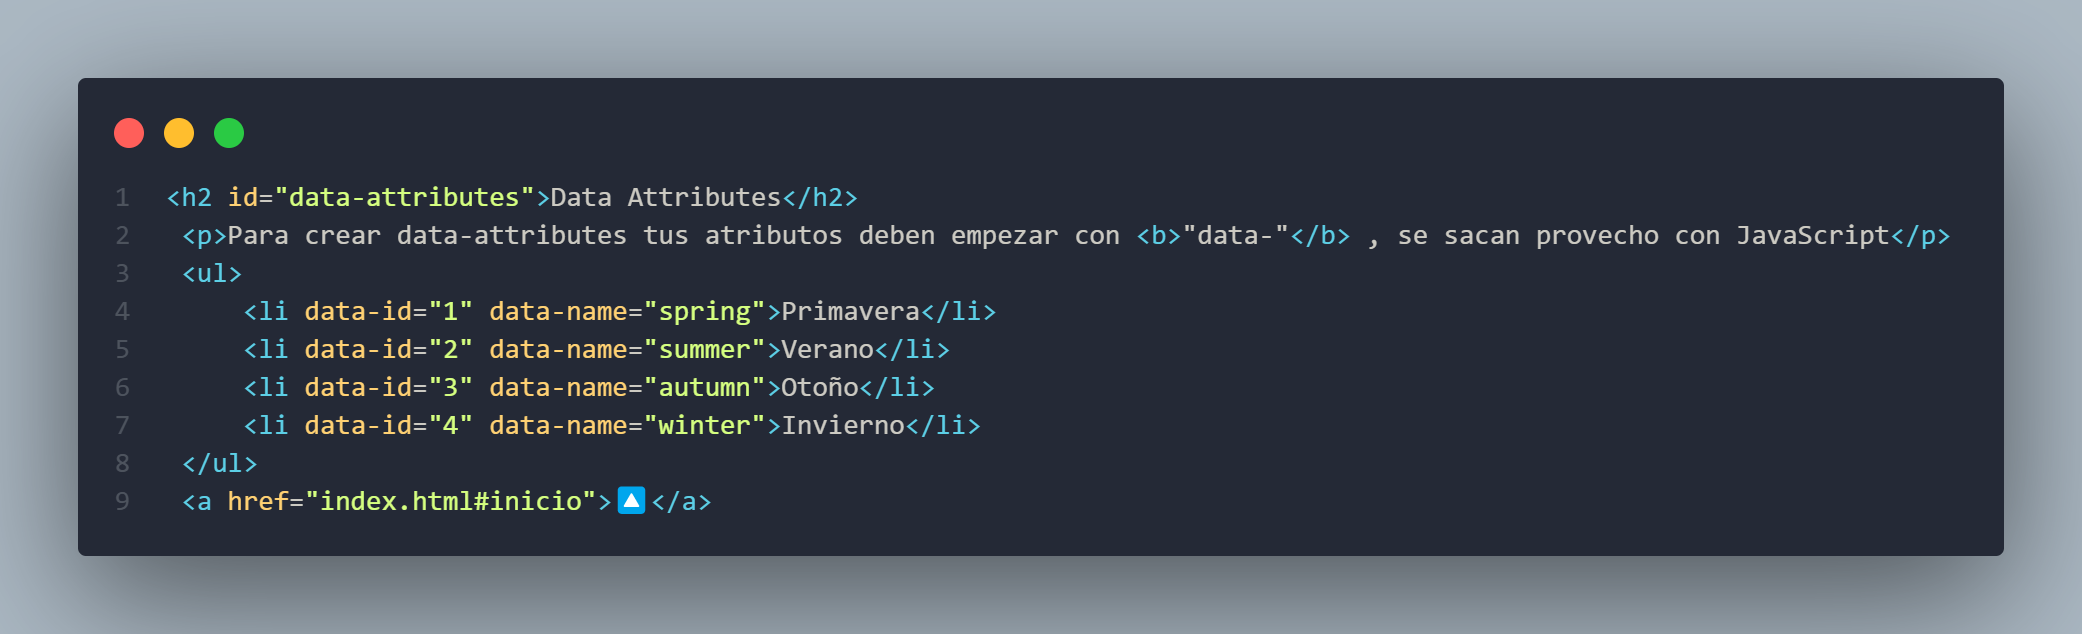 1 <h2 id="data-attributes">Data Attributes</h2>
2 <p>Para crear data-attributes tus atributos deben empezar con <b>"data-"</b> , se sacan provecho con JavaScript</p>
3 <ul>
4 <li data-id="1" data-name="spring">Primavera</li>
5 <li data-id="2" data-name="summer">Verano</li>
6 <li data-id="3" data-name="autumn">Otoño</li>
7 <li data-id="4" data-name="winter">Invierno</li>
8 </ul>
9 <a href="index.html#inicio">🔼</a>